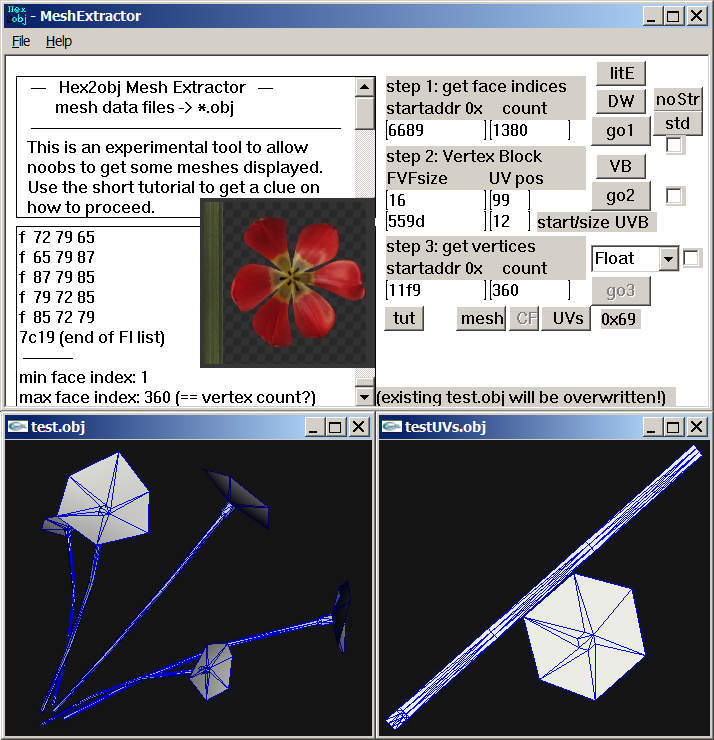 Hex
obj - MeshExtractor
File Help
— Hex2obj Mesh Extractor —
mesh data files -> *.obj
This is an experimental tool to allow
noobs to get some meshes displayed.
Use the short tutorial to get a clue on
how to proceed.
f 72 79 65
f 65 79 87
f 87 79 85
f 79 72 85
f 85 72 79
7c19 (end of FI list)
min face index: 1
max face index: 360 (== vertex count?)
step 1: get face indices
startaddr 0x count
6689 1380
litE
DW noStr
go1 std
step 2: Vertex Block
FVFsize UV pos
16 99
559d 12 start/size UVB
VB
go2
step 3: get vertices
startaddr 0x count
11f9 360
Float
go3
tut mesh CF UVs 0x69
(existing test.obj will be overwritten!)
test.obj
testUVs.obj